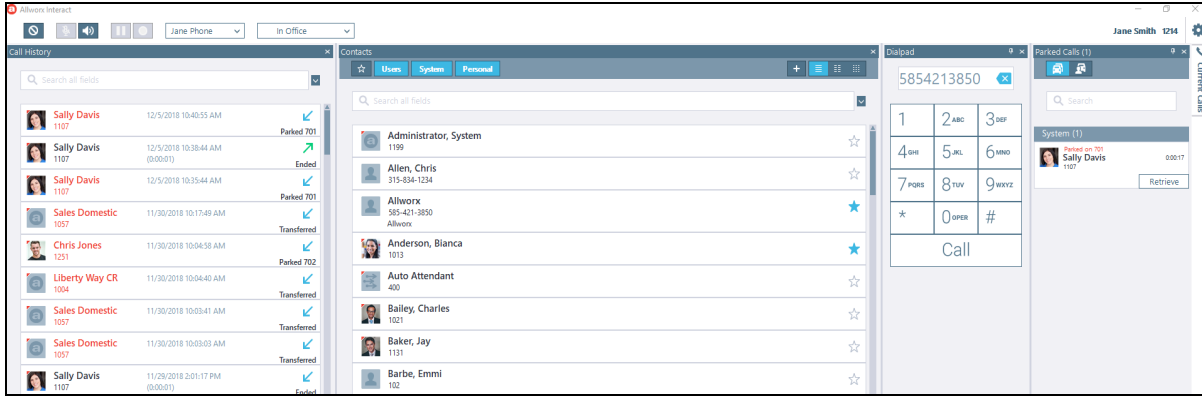 Allworx Interact
Jane Phone
In Office
Jane Smith 1214
Call History
Search all fields
Sally Davis
1107
12/5/2018 10:40:55 AM
Parked 701
Sally Davis
1107
12/5/2018 10:38:44 AM
(0:00:01)
Ended
Sally Davis
1107
12/5/2018 10:35:44 AM
Parked 701
Sales Domestic
1057
11/30/2018 10:17:49 AM
Transferred
Chris Jones
1251
11/30/2018 10:04:58 AM
Parked 702
Liberty Way CR
1004
11/30/2018 10:04:40 AM
Transferred
Sales Domestic
1057
11/30/2018 10:03:41 AM
Transferred
Sales Domestic
1057
11/30/2018 10:03:03 AM
Transferred
Sally Davis
1107
11/29/2018 2:01:17 PM
(0:00:01)
Ended
Contacts
Users
System
Personal
Search all fields
Administrator, System
1199
Allen, Chris
315-834-1234
Allworx
585-421-3850
Allworx
Anderson, Bianca
1013
Auto Attendant
400
Bailey, Charles
1021
Baker, Jay
1131
Barbe, Emmi
102
Dialpad
5854213850
1 2 ABC 3 DEF
4 GHI 5 JKL 6 MNO
7 PQRS 8 TUV 9 WXYZ
* 0 OPER #
Call
Parked Calls (1)
Search
System (1)
Parked on 701
Sally Davis
1107
0:00:17
Retrieve
Current Calls